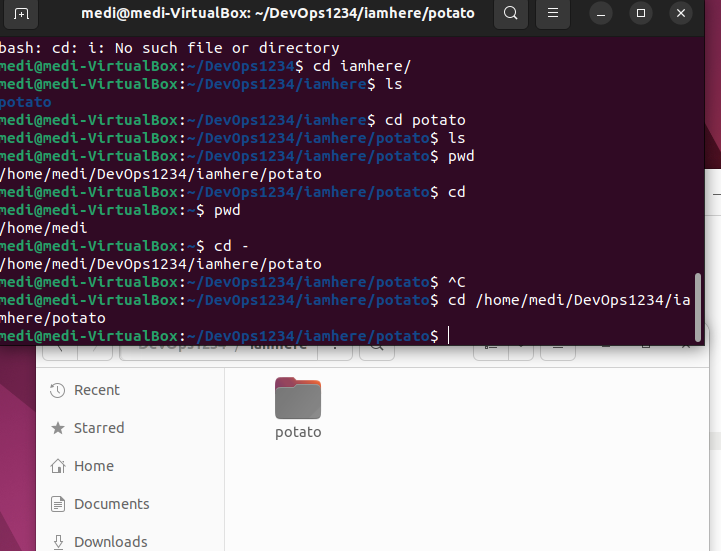 medi@medi-VirtualBox: ~/DevOps1234/iamhere/potato
bash: cd: i: No such file or directory
medi@medi-VirtualBox:~/DevOps1234$ cd iamhere/
medi@medi-VirtualBox:~/DevOps1234/iamhere$ ls
potato
medi@medi-VirtualBox:~/DevOps1234/iamhere$ cd potato
medi@medi-VirtualBox:~/DevOps1234/iamhere/potato$ ls
medi@medi-VirtualBox:~/DevOps1234/iamhere/potato$ pwd
/home/medi/DevOps1234/iamhere/potato
medi@medi-VirtualBox:~/DevOps1234/iamhere/potato$ cd
medi@medi-VirtualBox:~$ pwd
/home/medi
medi@medi-VirtualBox:~$ cd -
/home/medi/DevOps1234/iamhere/potato
medi@medi-VirtualBox:~/DevOps1234/iamhere/potato$ ^C
medi@medi-VirtualBox:~/DevOps1234/iamhere/potato$ cd /home/medi/DevOps1234/ia
mhere/potato
medi@medi-VirtualBox:~/DevOps1234/iamhere/potato$
DevOps1234 / iamhere
Recent
Starred
Home
Documents
Downloads
potato